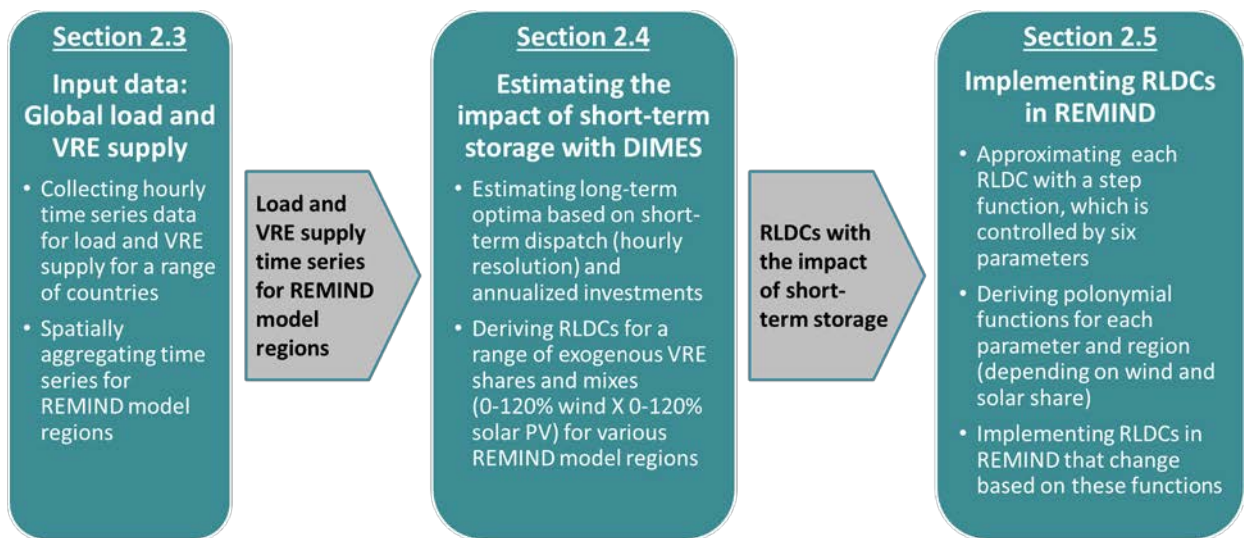 Section 2.3
Input data:
Global load and
VRE supply
• Collecting hourly
time series data
for load and VRE
supply for a range
of countries
• Spatially
aggregating time
series for
REMIND model
regions
Load and
VRE supply
time series
for REMIND
model
regions
Section 2.4
Estimating the
impact of short-term
storage with DIMES
• Estimating long-term
optima based on short-
term dispatch (hourly
resolution) and
annualized investments
• Deriving RLDCs for a
range of exogenous VRE
shares and mixes
(0-120% wind X 0-120%
solar PV) for various
REMIND model regions
RLDCs with
the impact
of short-
term storage
Section 2.5
Implementing RLDCs
in REMIND
• Approximating each
RLDC with a step
function, which is
controlled by six
parameters
• Deriving polonymial
functions for each
parameter and region
(depending on wind and
solar share)
• Implementing RLDCs in
REMIND that change
based on these functions